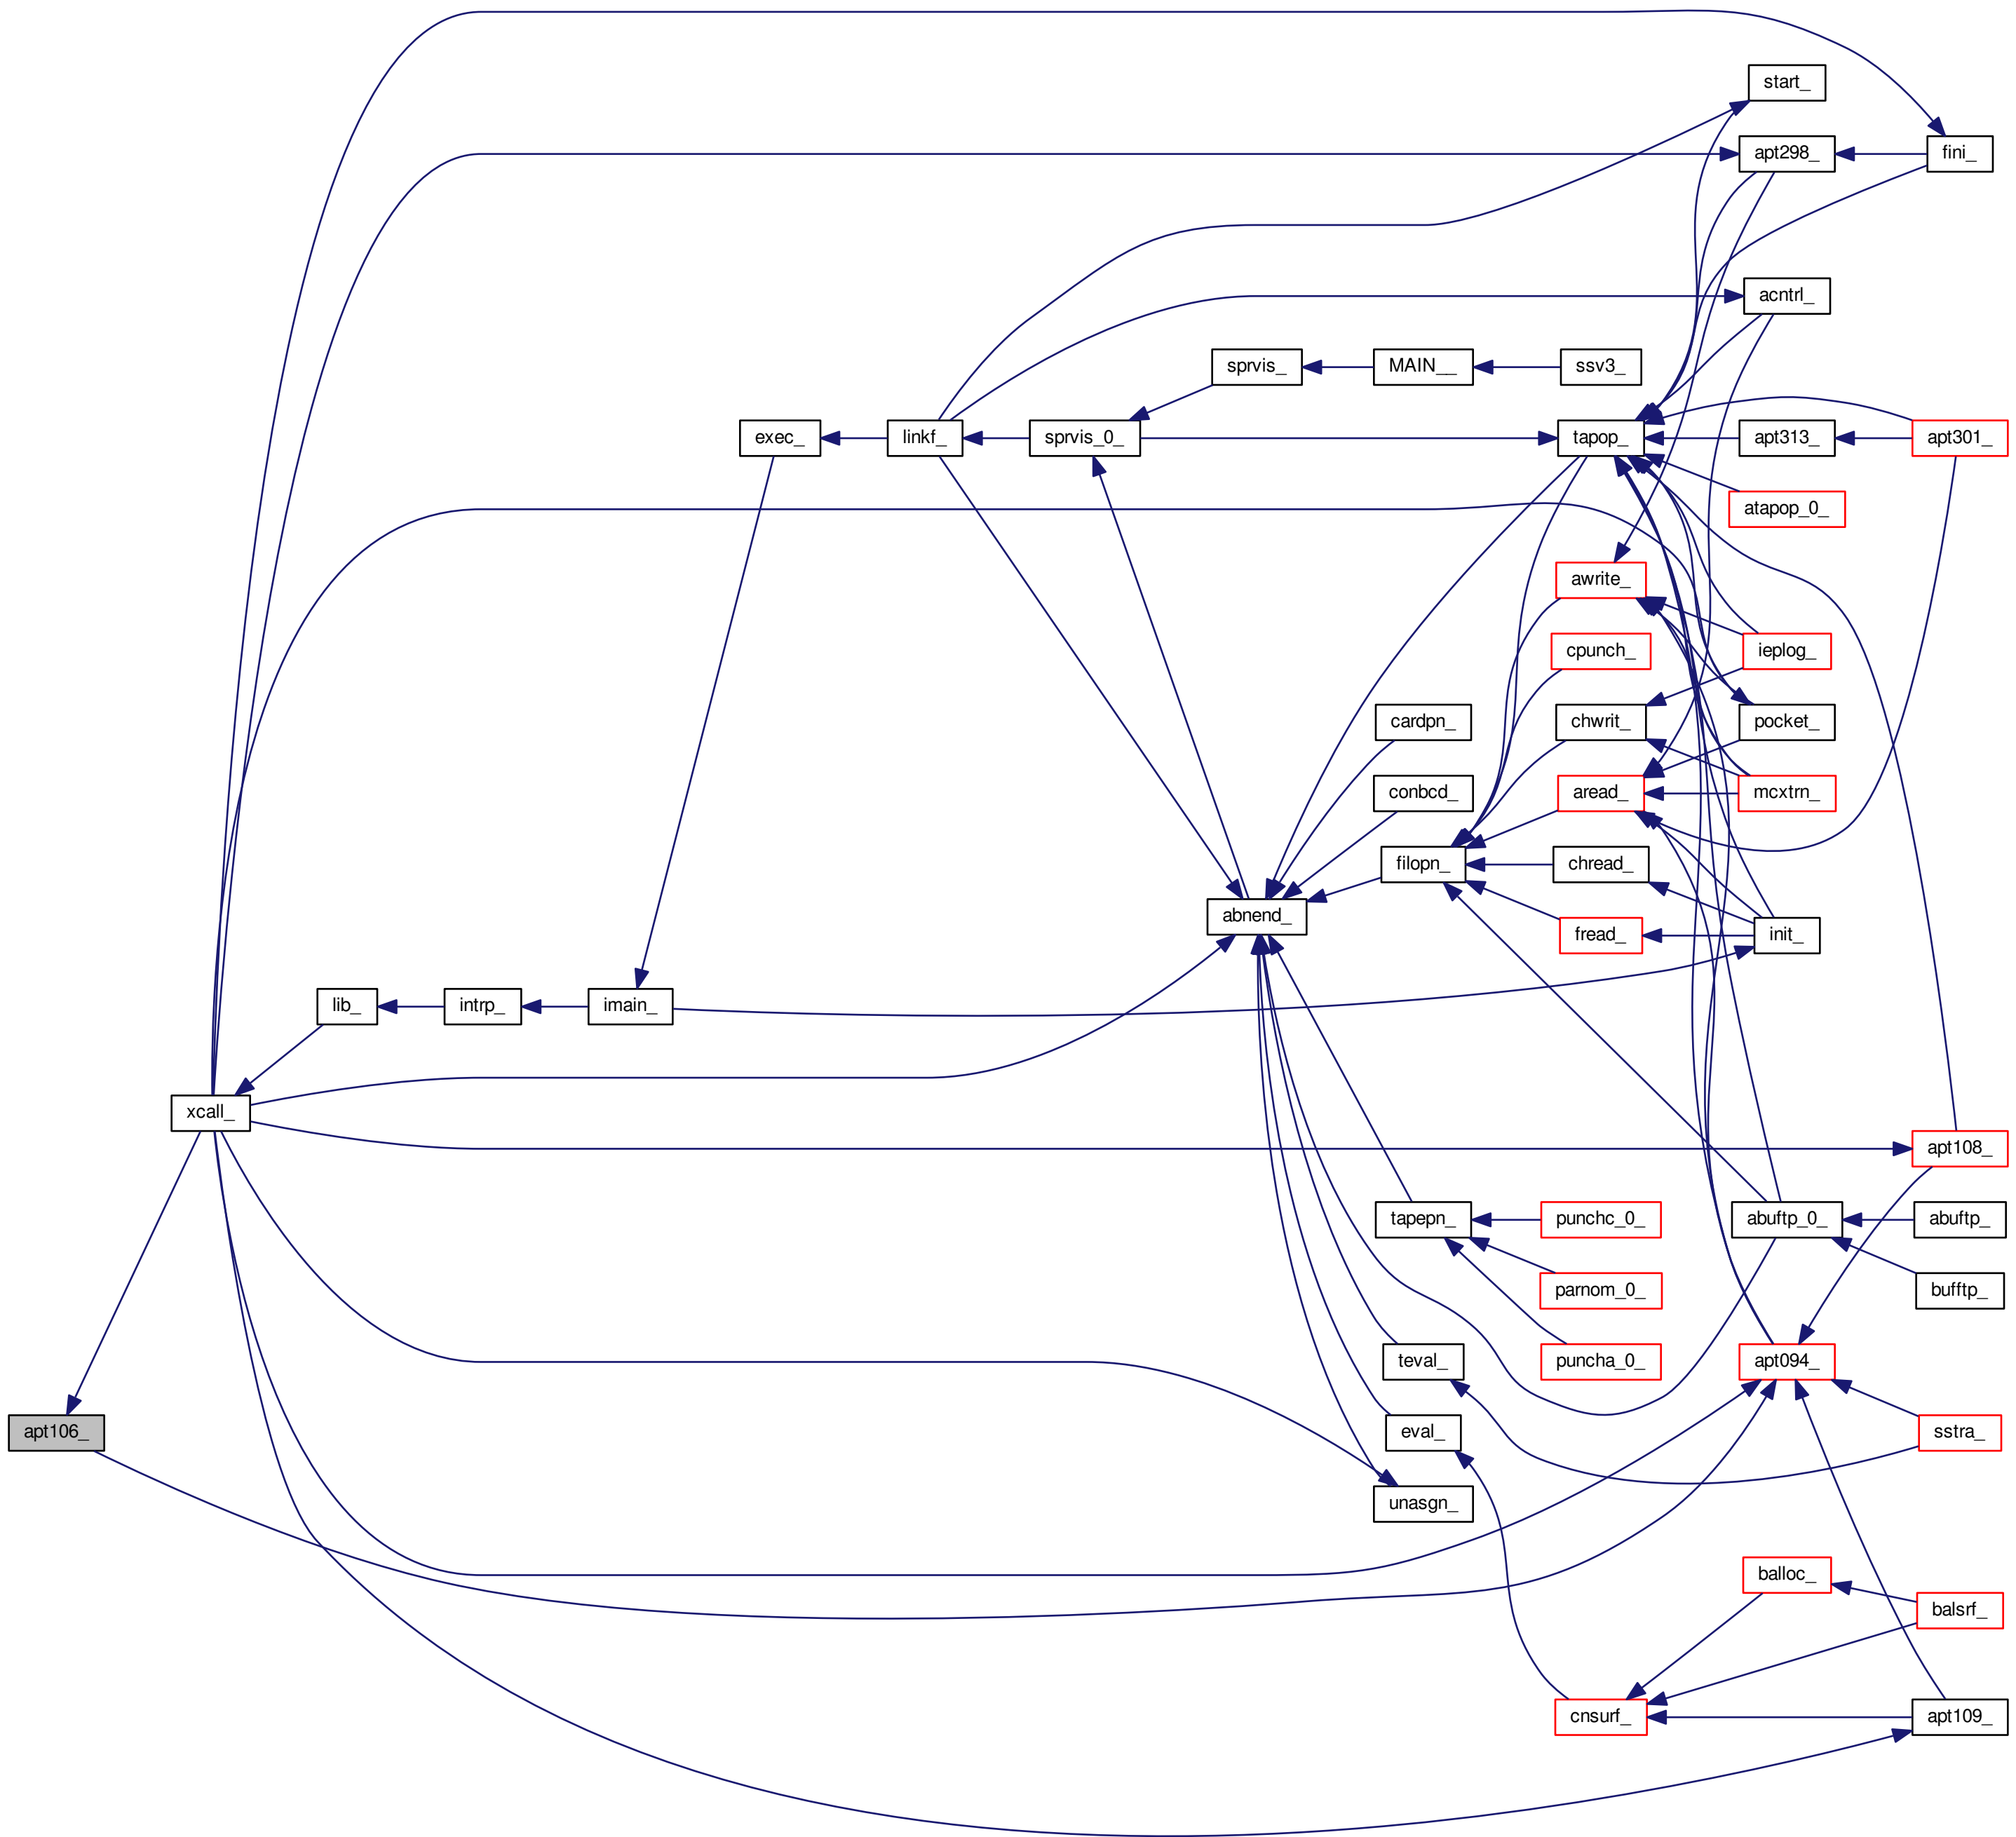 start_
apt298_
fini_
acntrl_
sprvis_
MAIN__
ssv3_
exec_
linkf_
sprvis_0_
tapop_
apt313_
apt301_
atapop_0_
awrite_
cpunch_
ieplog_
cardpn_
chwrit_
pocket_
conbcd_
aread_
mcxtrn_
filopn_
chread_
abnend_
fread_
init_
lib_
intrp_
imain_
xcall_
apt108_
tapepn_
punchc_0_
abuftp_0_
abuftp_
parnom_0_
bufftp_
teval_
puncha_0_
apt094_
apt106_
eval_
sstra_
unasgn_
balloc_
balsrf_
cnsurf_
apt109_